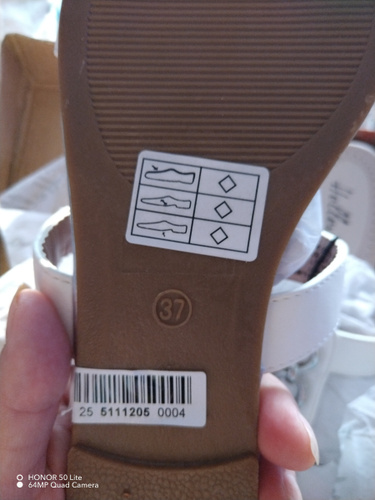 37
25 5111205 0004
HONOR 50 Lite
64MP Quad Camera